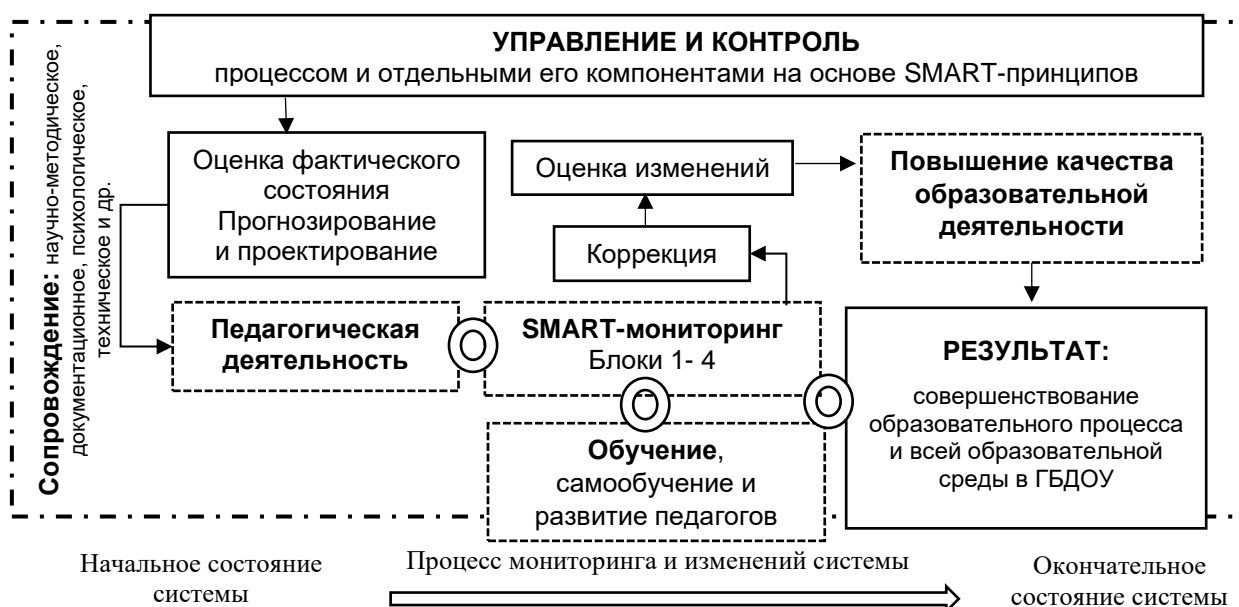 УПРАВЛЕНИЕ И КОНТРОЛЬ
процессом и отдельными его компонентами на основе SMART-принципов
Сопровождение: научно-методическое,
документационное, психологическое,
техническое и др.
Оценка фактического
состояния
Прогнозирование
и проектирование
Оценка изменений
Коррекция
Повышение качества
образовательной
деятельности
Педагогическая
деятельность
SMART-мониторинг
Блоки 1- 4
Обучение,
самообучение и
развитие педагогов
РЕЗУЛЬТАТ:
совершенствование
образовательного процесса
и всей образовательной
среды в ГБДОУ
Начальное состояние
системы
Процесс мониторинга и изменений системы
Окончательное
состояние системы